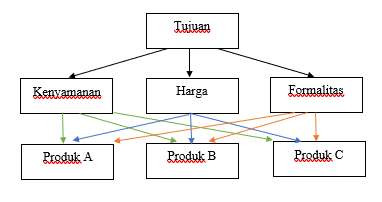 Tujuan
Kenyamanan
Harga
Formalitas
Produk A
Produk B
Produk C